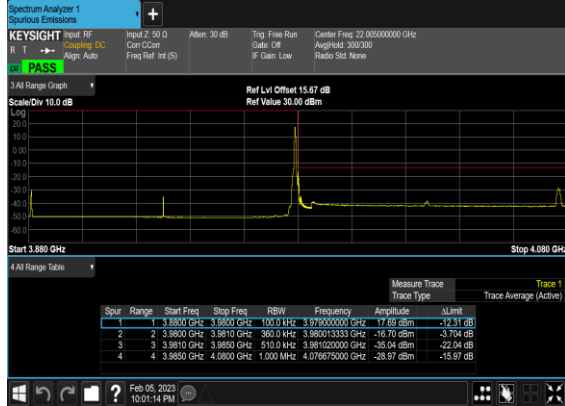 Spectrum Analyzer 1
Spurious Emissions
+
KEYSIGHT Input: RF Input Z: 50 Ω Atten: 30 dB Trig: Free Run Center Freq: 22.005000000 GHz
R T Coupling: DC Corr CCorr Gate: Off Avg|Hold: 300/300
Align: Auto Freq Ref: Int (S) IF Gain: Low Radio Std: None
PASS
3 All Range Graph
Ref Lvl Offset 15.67 dB
Scale/Div 10.0 dB Ref Value 30.00 dBm
Log
20.0
10.0
0.00
-10.0
-20.0
-30.0
-40.0
-50.0
-60.0
Start 3.880 GHz Stop 4.080 GHz
4 All Range Table
Measure Trace Trace 1
Trace Type Trace Average (Active)
Spur Range Start Freq Stop Freq RBW Frequency Amplitude ΔLimit
1 1 3.8800 GHz 3.9800 GHz 100.0 kHz 3.979000000 GHz 17.69 dBm -12.31 dB
2 2 3.9800 GHz 3.9810 GHz 360.0 kHz 3.980013333 GHz -16.70 dBm -3.704 dB
3 3 3.9810 GHz 3.9850 GHz 510.0 kHz 3.981020000 GHz -35.04 dBm -22.04 dB
4 4 3.9850 GHz 4.0800 GHz 1.000 MHz 4.076675000 GHz -28.97 dBm -15.97 dB
? Feb 05, 2023
10:01:14 PM